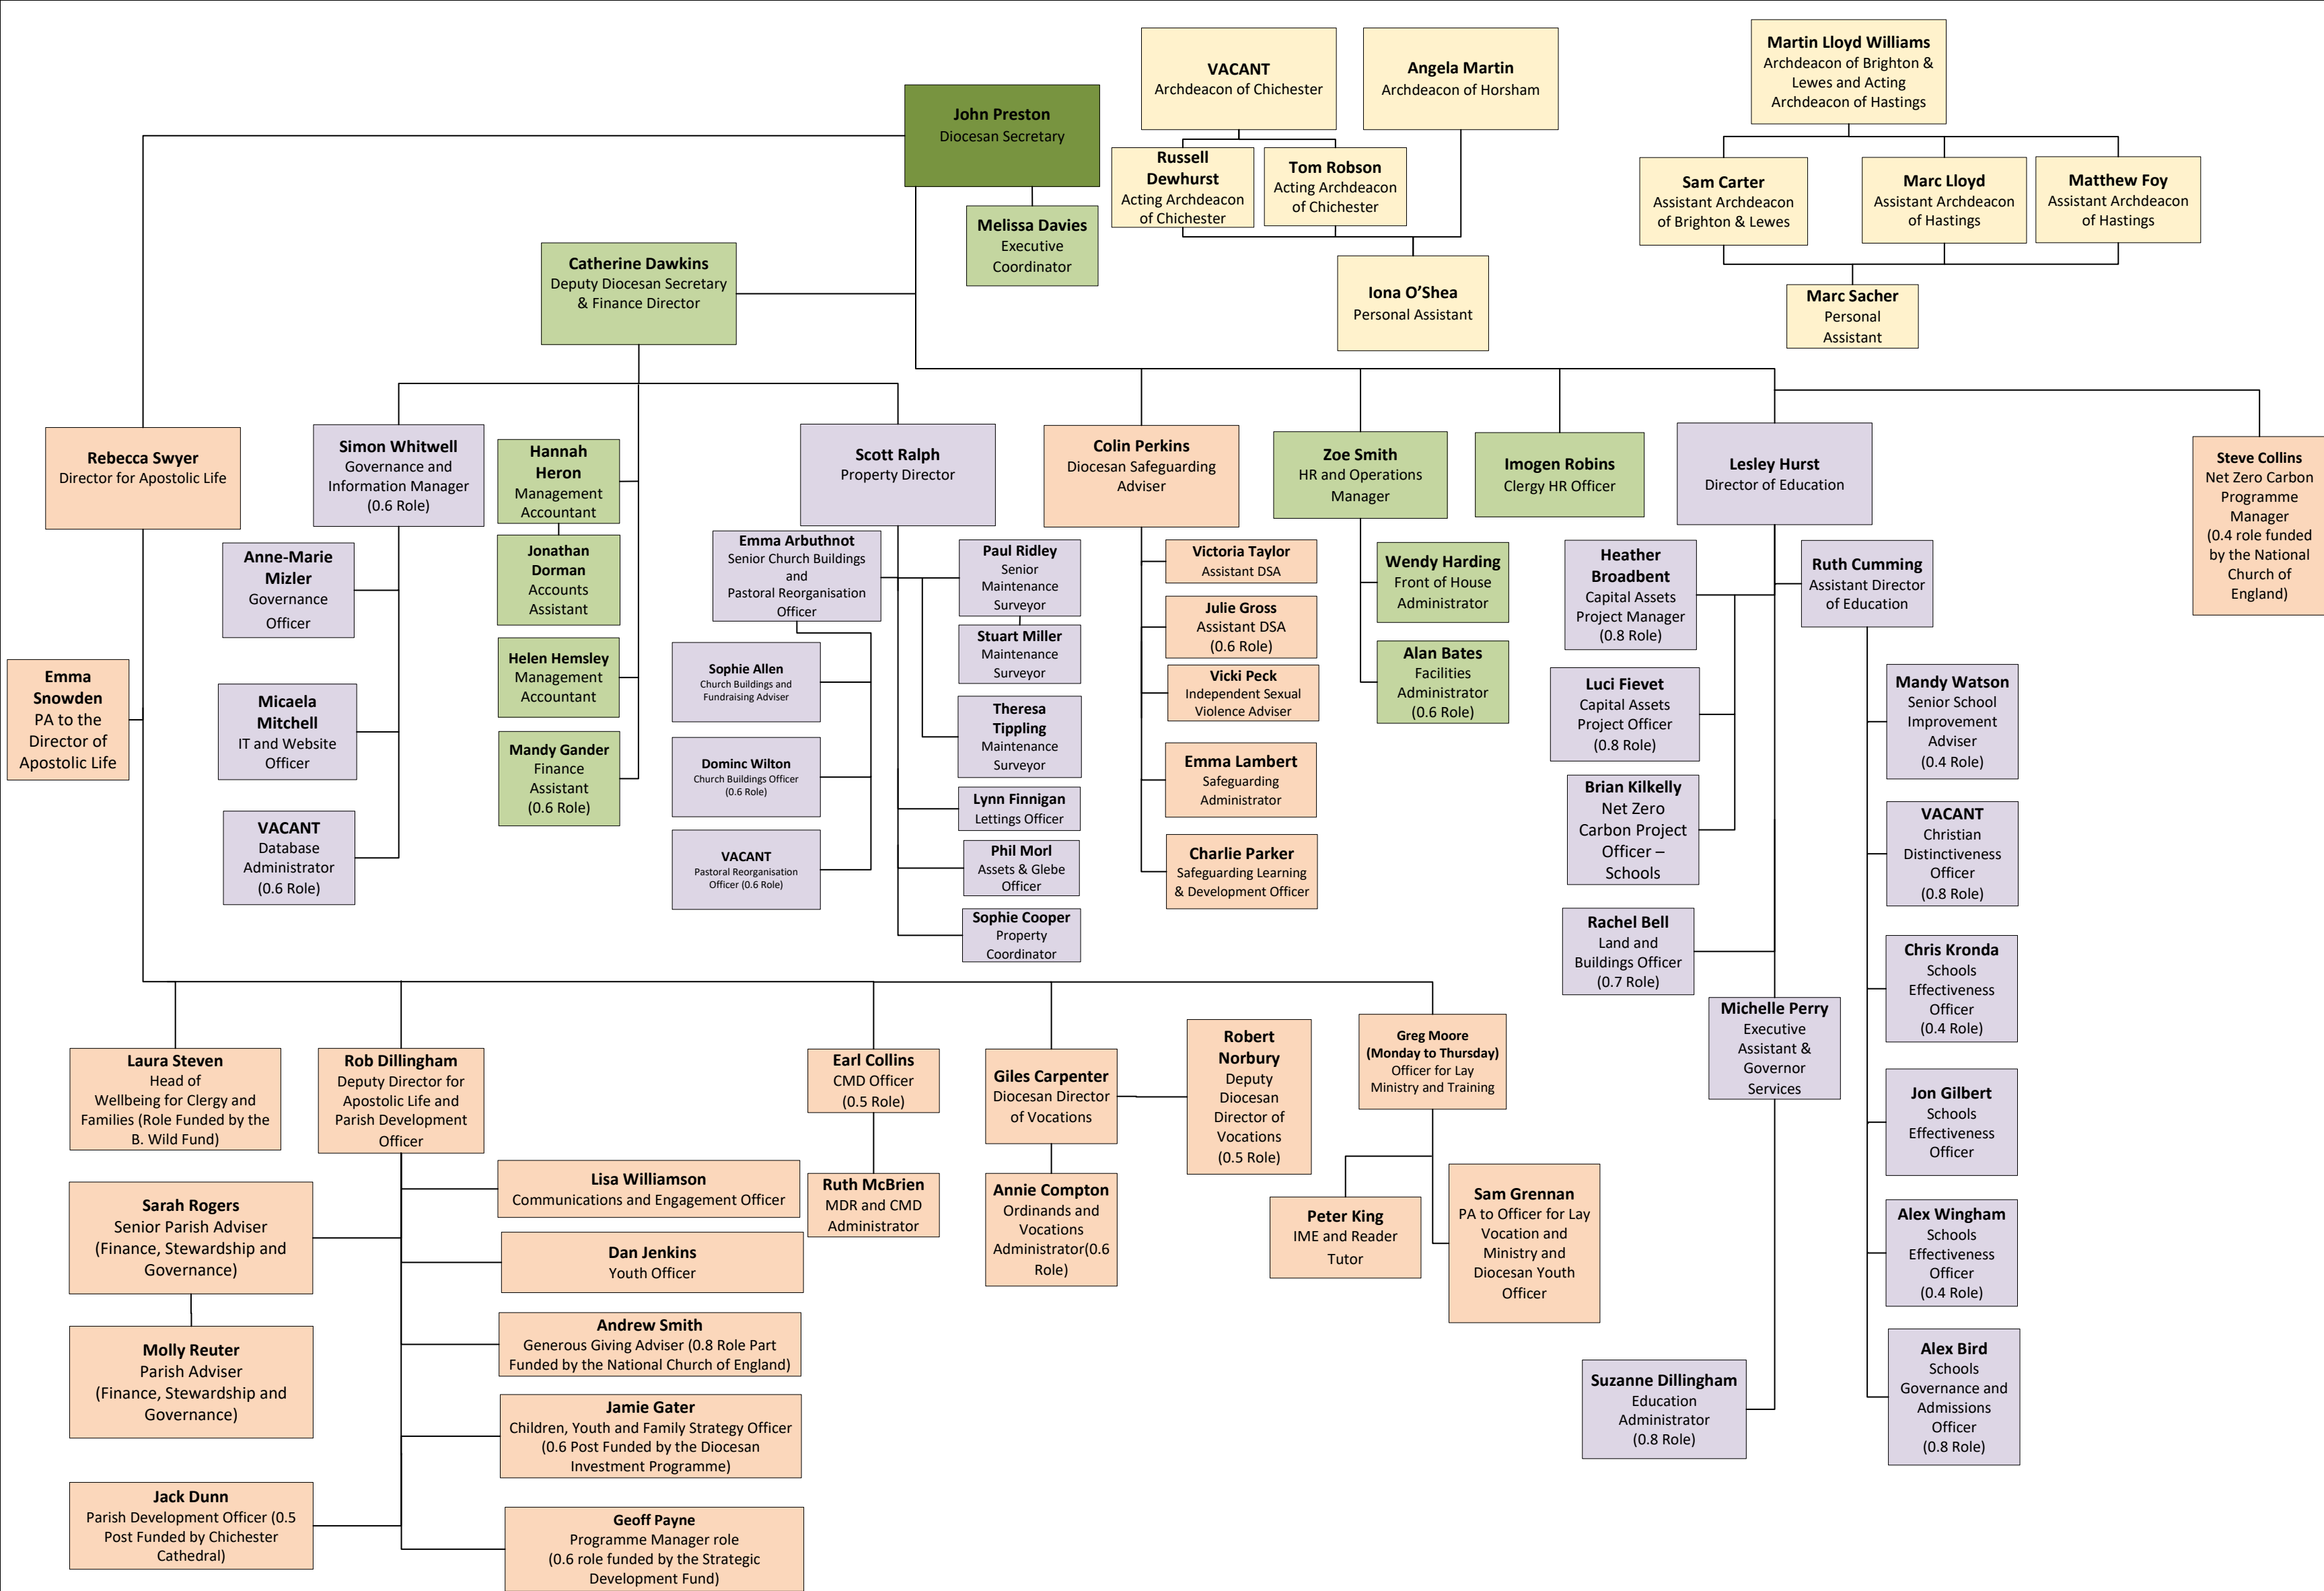 VACANT
Archdeacon of Chichester
Angela Martin
Archdeacon of Horsham
Martin Lloyd Williams
Archdeacon of Brighton &
Lewes and Acting
Archdeacon of Hastings
John Preston
Diocesan Secretary
Russell
Dewhurst
Acting Archdeacon
of Chichester
Tom Robson
Acting Archdeacon
of Chichester
Sam Carter
Assistant Archdeacon
of Brighton & Lewes
Marc Lloyd
Assistant Archdeacon
of Hastings
Matthew Foy
Assistant Archdeacon
of Hastings
Melissa Davies
Executive
Coordinator
Catherine Dawkins
Deputy Diocesan Secretary
& Finance Director
Iona O’Shea
Personal Assistant
Marc Sacher
Personal
Assistant
Rebecca Swyer
Director for Apostolic Life
Simon Whitwell
Governance and
Information Manager
(0.6 Role)
Hannah
Heron
Management
Accountant
Scott Ralph
Property Director
Colin Perkins
Diocesan Safeguarding
Adviser
Zoe Smith
HR and Operations
Manager
Imogen Robins
Clergy HR Officer
Lesley Hurst
Director of Education
Steve Collins
Net Zero Carbon
Programme
Manager
(0.4 role funded
by the National
Church of
England)
Anne-Marie
Mizler
Governance
Officer
Jonathan
Dorman
Accounts
Assistant
Emma Arbuthnot
Senior Church Buildings
and
Pastoral Reorganisation
Officer
Paul Ridley
Senior
Maintenance
Surveyor
Victoria Taylor
Assistant DSA
Wendy Harding
Front of House
Administrator
Heather
Broadbent
Capital Assets
Project Manager
(0.8 Role)
Ruth Cumming
Assistant Director
of Education
Julie Gross
Assistant DSA
(0.6 Role)
Stuart Miller
Maintenance
Surveyor
Emma
Snowden
PA to the
Director of
Apostolic Life
Micaela
Mitchell
IT and Website
Officer
Helen Hemsley
Management
Accountant
Sophie Allen
Church Buildings and
Fundraising Adviser
Vicki Peck
Independent Sexual
Violence Adviser
Alan Bates
Facilities
Administrator
(0.6 Role)
Luci Fievet
Capital Assets
Project Officer
(0.8 Role)
Mandy Watson
Senior School
Improvement
Adviser
(0.4 Role)
Theresa
Tippling
Maintenance
Surveyor
Mandy Gander
Finance
Assistant
(0.6 Role)
Dominc Wilton
Church Buildings Officer
(0.6 Role)
Emma Lambert
Safeguarding
Administrator
Brian Kilkelly
Net Zero
Carbon Project
Officer –
Schools
VACANT
Database
Administrator
(0.6 Role)
Lynn Finnigan
Lettings Officer
VACANT
Christian
Distinctiveness
Officer
(0.8 Role)
VACANT
Pastoral Reorganisation
Officer (0.6 Role)
Phil Morl
Assets & Glebe
Officer
Charlie Parker
Safeguarding Learning
& Development Officer
Sophie Cooper
Property
Coordinator
Rachel Bell
Land and
Buildings Officer
(0.7 Role)
Chris Kronda
Schools
Effectiveness
Officer
(0.4 Role)
Michelle Perry
Executive
Assistant &
Governor
Services
Laura Steven
Head of
Wellbeing for Clergy and
Families (Role Funded by the
B. Wild Fund)
Rob Dillingham
Deputy Director for
Apostolic Life and
Parish Development
Officer
Earl Collins
CMD Officer
(0.5 Role)
Giles Carpenter
Diocesan Director
of Vocations
Robert
Norbury
Deputy
Diocesan
Director of
Vocations
(0.5 Role)
Greg Moore
(Monday to Thursday)
Officer for Lay
Ministry and Training
Jon Gilbert
Schools
Effectiveness
Officer
Lisa Williamson
Communications and Engagement Officer
Ruth McBrien
MDR and CMD
Administrator
Annie Compton
Ordinands and
Vocations
Administrator(0.6
Role)
Peter King
IME and Reader
Tutor
Sam Grennan
PA to Officer for Lay
Vocation and
Ministry and
Diocesan Youth
Officer
Alex Wingham
Schools
Effectiveness
Officer
(0.4 Role)
Sarah Rogers
Senior Parish Adviser
(Finance, Stewardship and
Governance)
Dan Jenkins
Youth Officer
Molly Reuter
Parish Adviser
(Finance, Stewardship and
Governance)
Andrew Smith
Generous Giving Adviser (0.8 Role Part
Funded by the National Church of England)
Alex Bird
Schools
Governance and
Admissions
Officer
(0.8 Role)
Suzanne Dillingham
Education
Administrator
(0.8 Role)
Jamie Gater
Children, Youth and Family Strategy Officer
(0.6 Post Funded by the Diocesan
Investment Programme)
Jack Dunn
Parish Development Officer (0.5
Post Funded by Chichester
Cathedral)
Geoff Payne
Programme Manager role
(0.6 role funded by the Strategic
Development Fund)